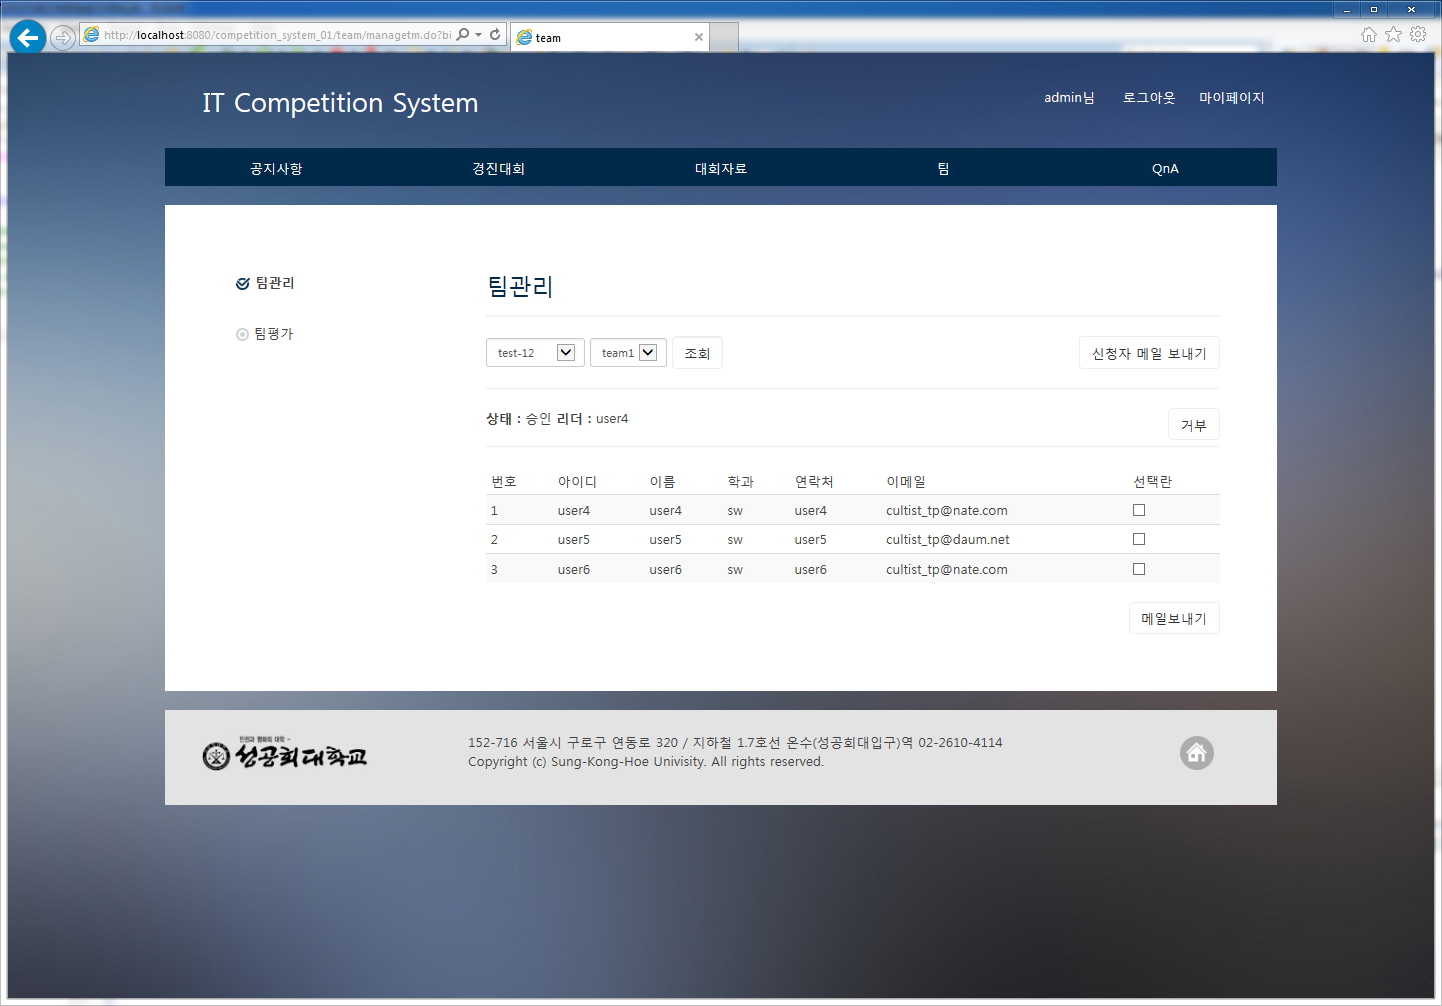 http://localhost:8080/competition_system_01/team/managetm.do?bi
team
IT Competition System
admin님 로그아웃 마이페이지
공지사항 경진대회 대회자료 팀 QnA
팀관리
팀평가
팀관리
test-12 team1 조회 신청자 메일 보내기
상태 : 승인 리더 : user4
거부
번호 아이디 이름 학과 연락처 이메일 선택란
1 user4 user4 sw user4 cultist_tp@nate.com
2 user5 user5 sw user5 cultist_tp@daum.net
3 user6 user6 sw user6 cultist_tp@nate.com
메일보내기
인권과 평화의 대학
성공회대학교
152-716 서울시 구로구 연동로 320 / 지하철 1.7호선 온수(성공회대입구)역 02-2610-4114
Copyright (c) Sung-Kong-Hoe Univisity. All rights reserved.